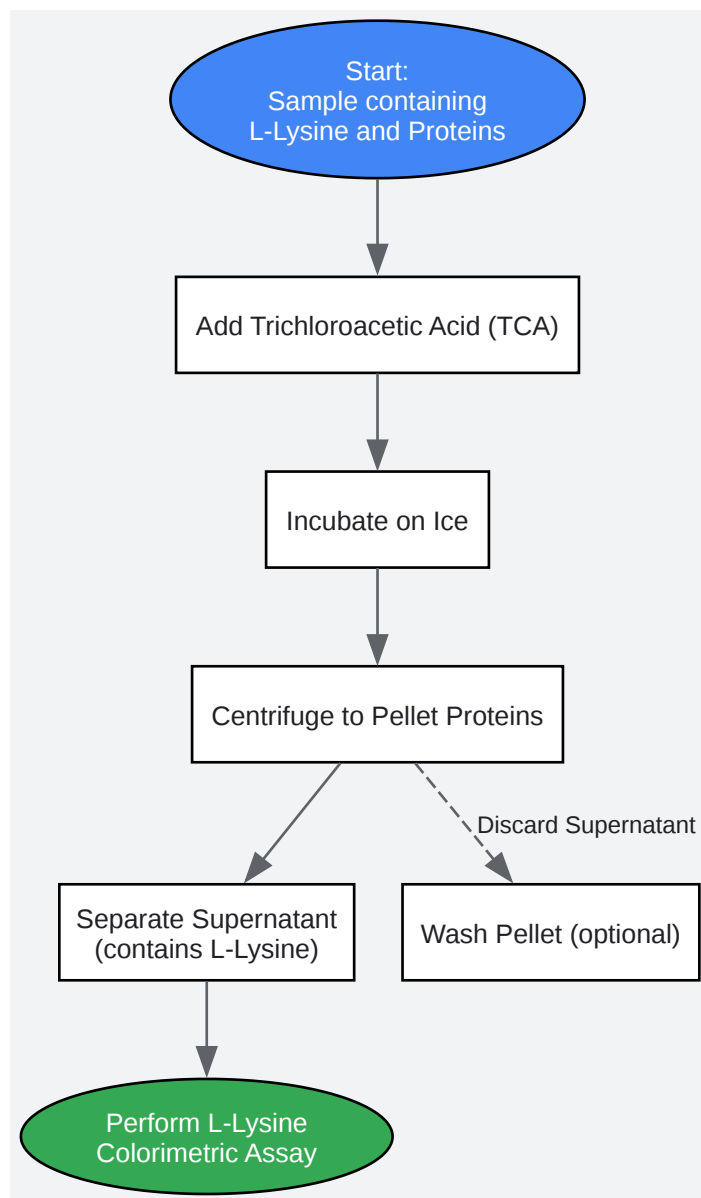 Start:
Sample containing
L-Lysine and Proteins
Add Trichloroacetic Acid (TCA)
Incubate on Ice
Centrifuge to Pellet Proteins
Discard Supernatant
Separate Supernatant
(contains L-Lysine)
Wash Pellet (optional)
Perform L-Lysine
Colorimetric Assay